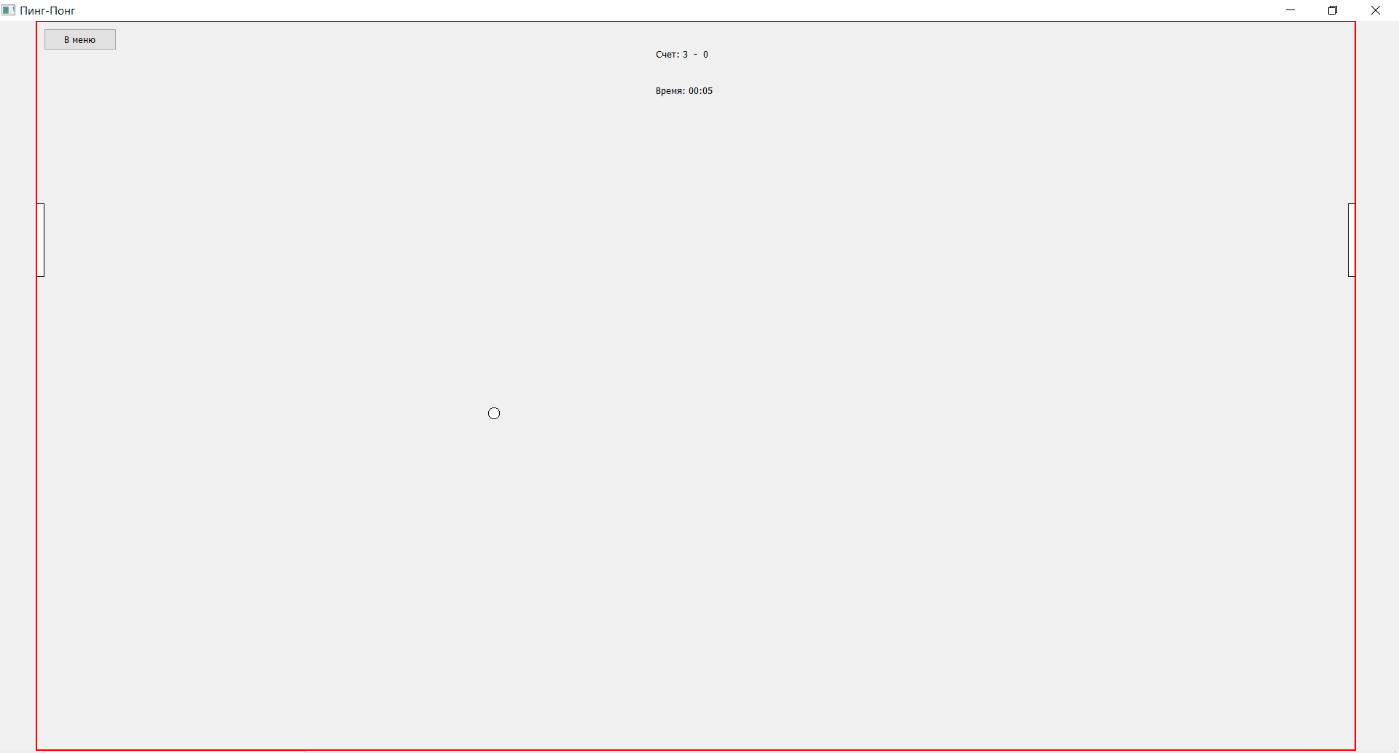 Пинг-Понг
В меню
Счет: 3 - 0
Время: 00:05